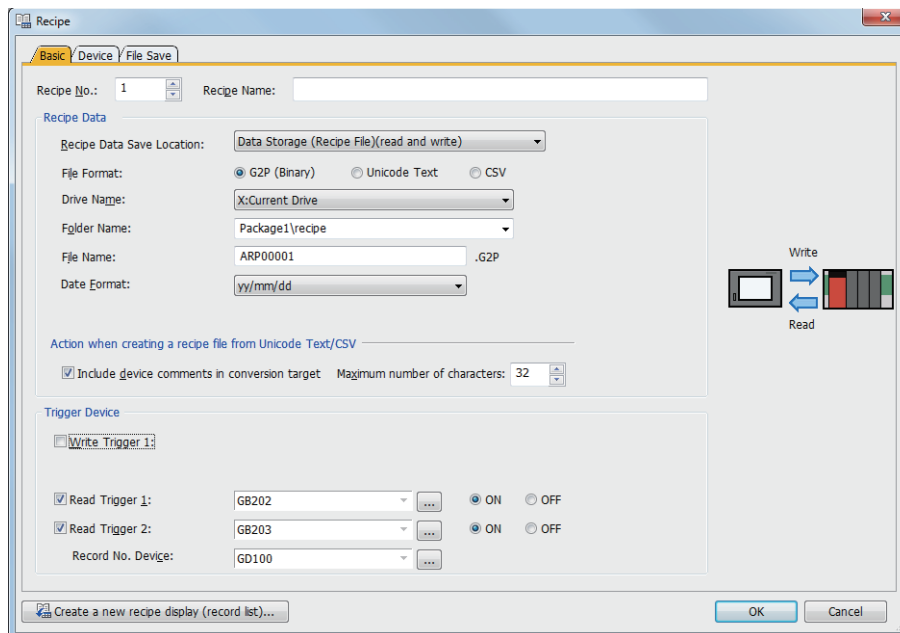 Recipe
Basic Device File Save
Recipe No.: 1 Recipe Name:
Recipe Data
Recipe Data Save Location: Data Storage (Recipe File)(read and write)
File Format: G2P (Binary) Unicode Text CSV
Drive Name: X:Current Drive
Folder Name: Package1\recipe
File Name: ARP00001 .G2P
Date Format: yy/mm/dd
Write
Read
Action when creating a recipe file from Unicode Text/CSV
Include device comments in conversion target Maximum number of characters: 32
Trigger Device
Write Trigger 1:
Read Trigger 1: GB202 ... ON OFF
Read Trigger 2: GB203 ... ON OFF
Record No. Device: GD100 ...
Create a new recipe display (record list)... OK Cancel